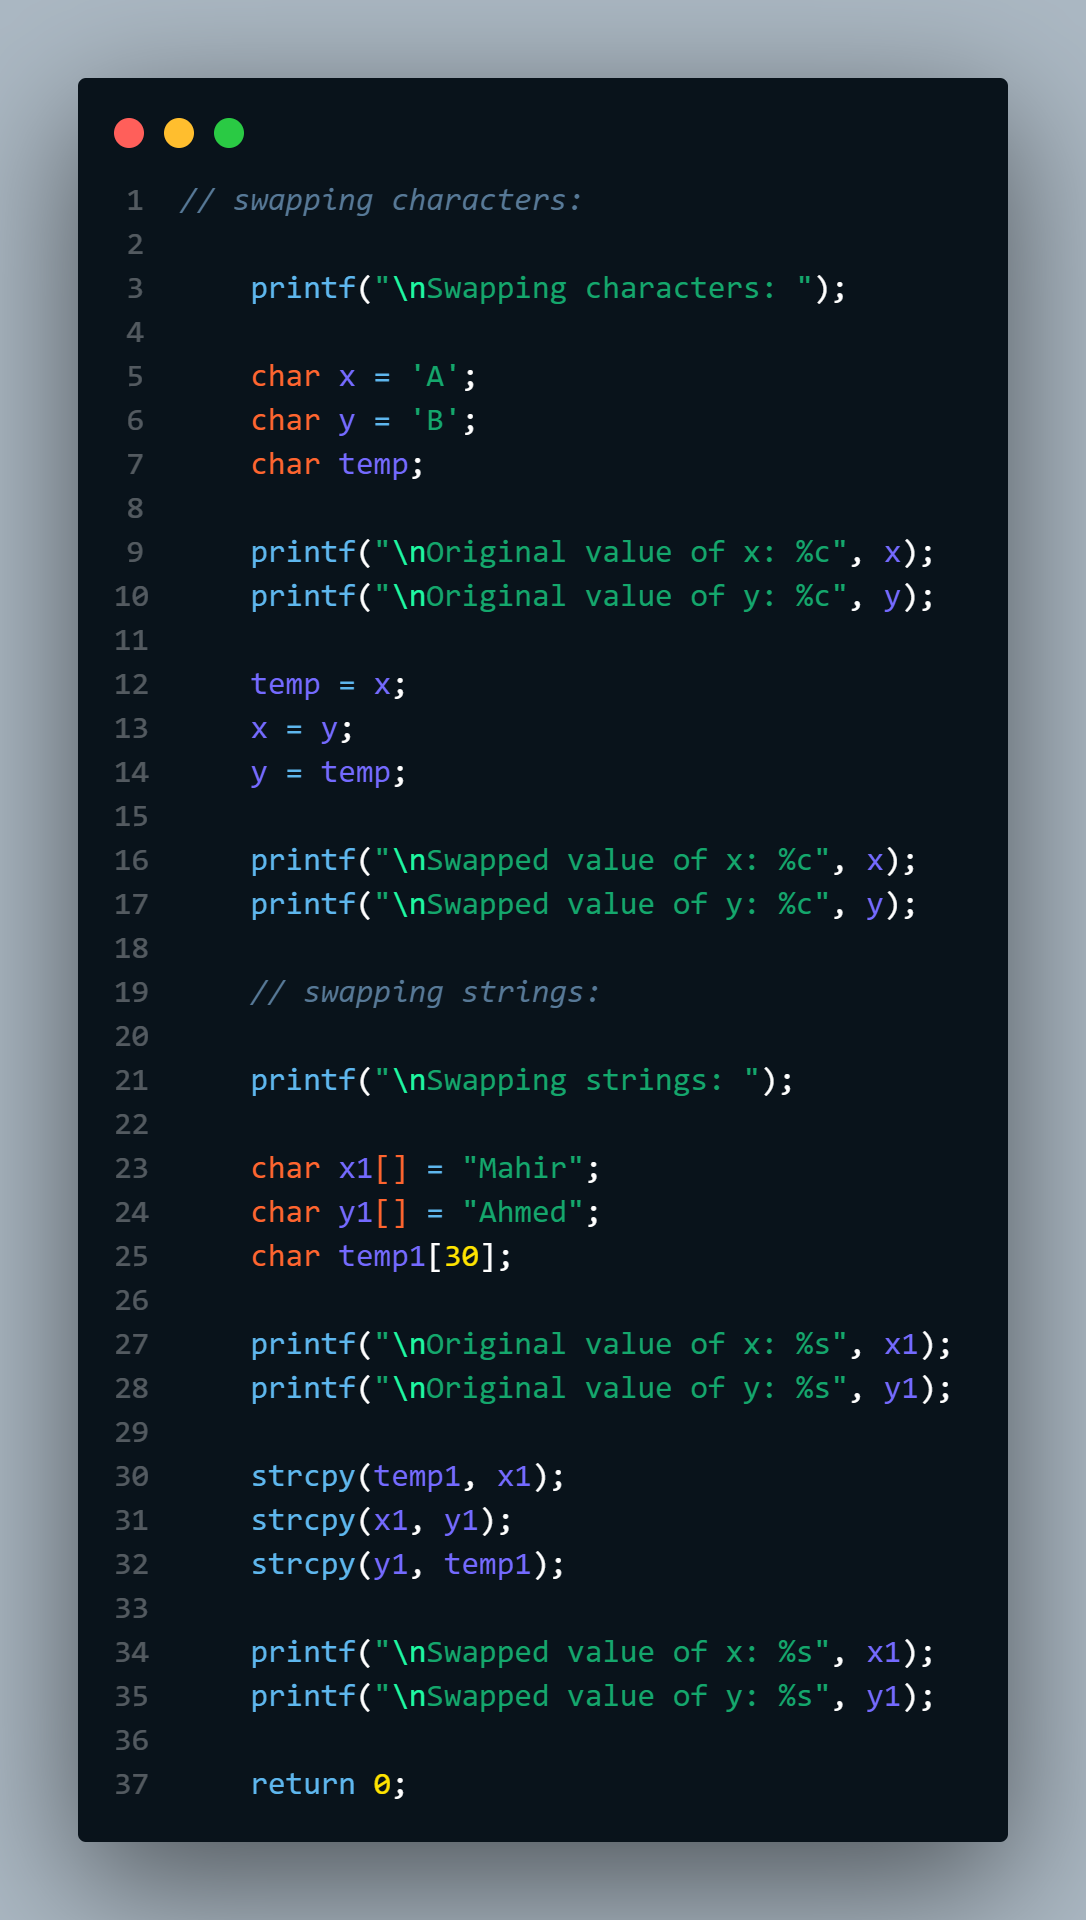 1 // swapping characters:
2
3     printf("\nSwapping characters: ");
4
5     char x = 'A';
6     char y = 'B';
7     char temp;
8
9     printf("\nOriginal value of x: %c", x);
10     printf("\nOriginal value of y: %c", y);
11
12     temp = x;
13     x = y;
14     y = temp;
15
16     printf("\nSwapped value of x: %c", x);
17     printf("\nSwapped value of y: %c", y);
18
19     // swapping strings:
20
21     printf("\nSwapping strings: ");
22
23     char x1[] = "Mahir";
24     char y1[] = "Ahmed";
25     char temp1[30];
26
27     printf("\nOriginal value of x: %s", x1);
28     printf("\nOriginal value of y: %s", y1);
29
30     strcpy(temp1, x1);
31     strcpy(x1, y1);
32     strcpy(y1, temp1);
33
34     printf("\nSwapped value of x: %s", x1);
35     printf("\nSwapped value of y: %s", y1);
36
37     return 0;